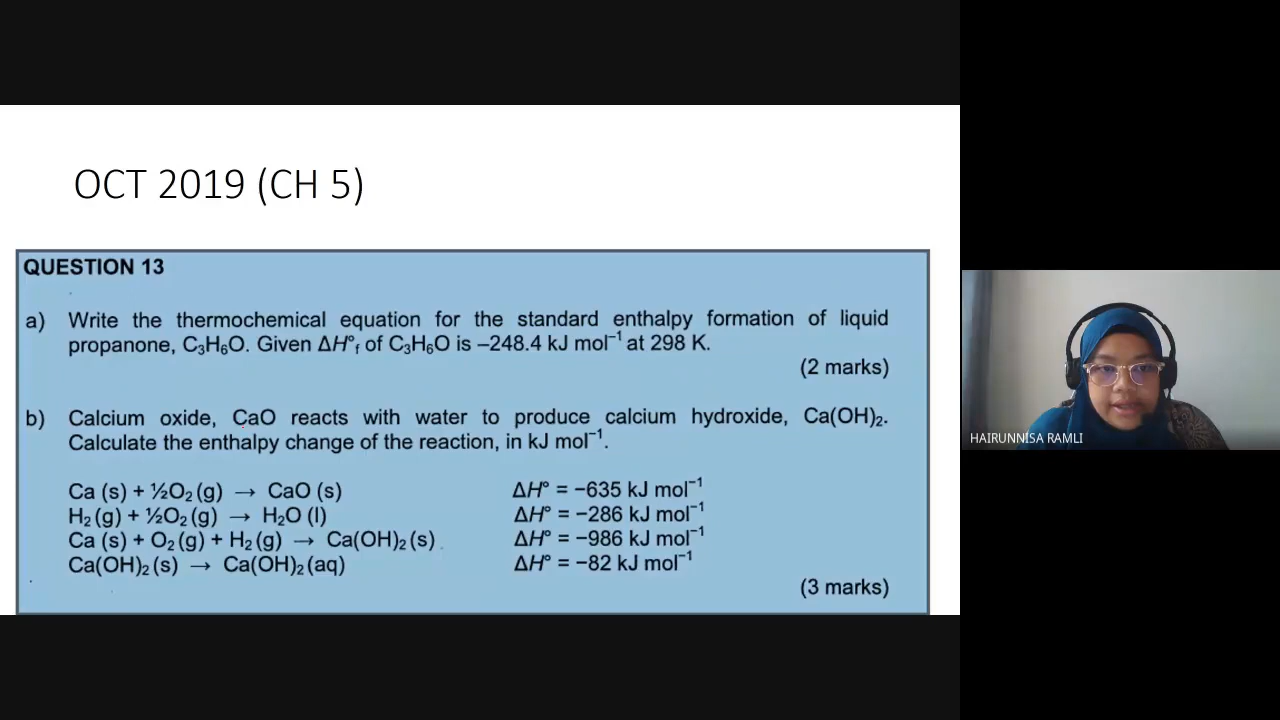 OCT 2019 (CH 5)
QUESTION 13
a) Write the thermochemical equation for the standard enthalpy formation of liquid
propanone, C₃H₆O. Given ΔH°f of C₃H₆O is –248.4 kJ mol⁻¹ at 298 K.
(2 marks)
b) Calcium oxide, CaO reacts with water to produce calcium hydroxide, Ca(OH)₂.
Calculate the enthalpy change of the reaction, in kJ mol⁻¹.
Ca (s) + ½O₂ (g) → CaO (s) ΔH° = −635 kJ mol⁻¹
H₂ (g) + ½O₂ (g) → H₂O (l) ΔH° = −286 kJ mol⁻¹
Ca (s) + O₂ (g) + H₂ (g) → Ca(OH)₂ (s) ΔH° = −986 kJ mol⁻¹
Ca(OH)₂ (s) → Ca(OH)₂ (aq) ΔH° = −82 kJ mol⁻¹
(3 marks)
HAIRUNNISA RAMLI